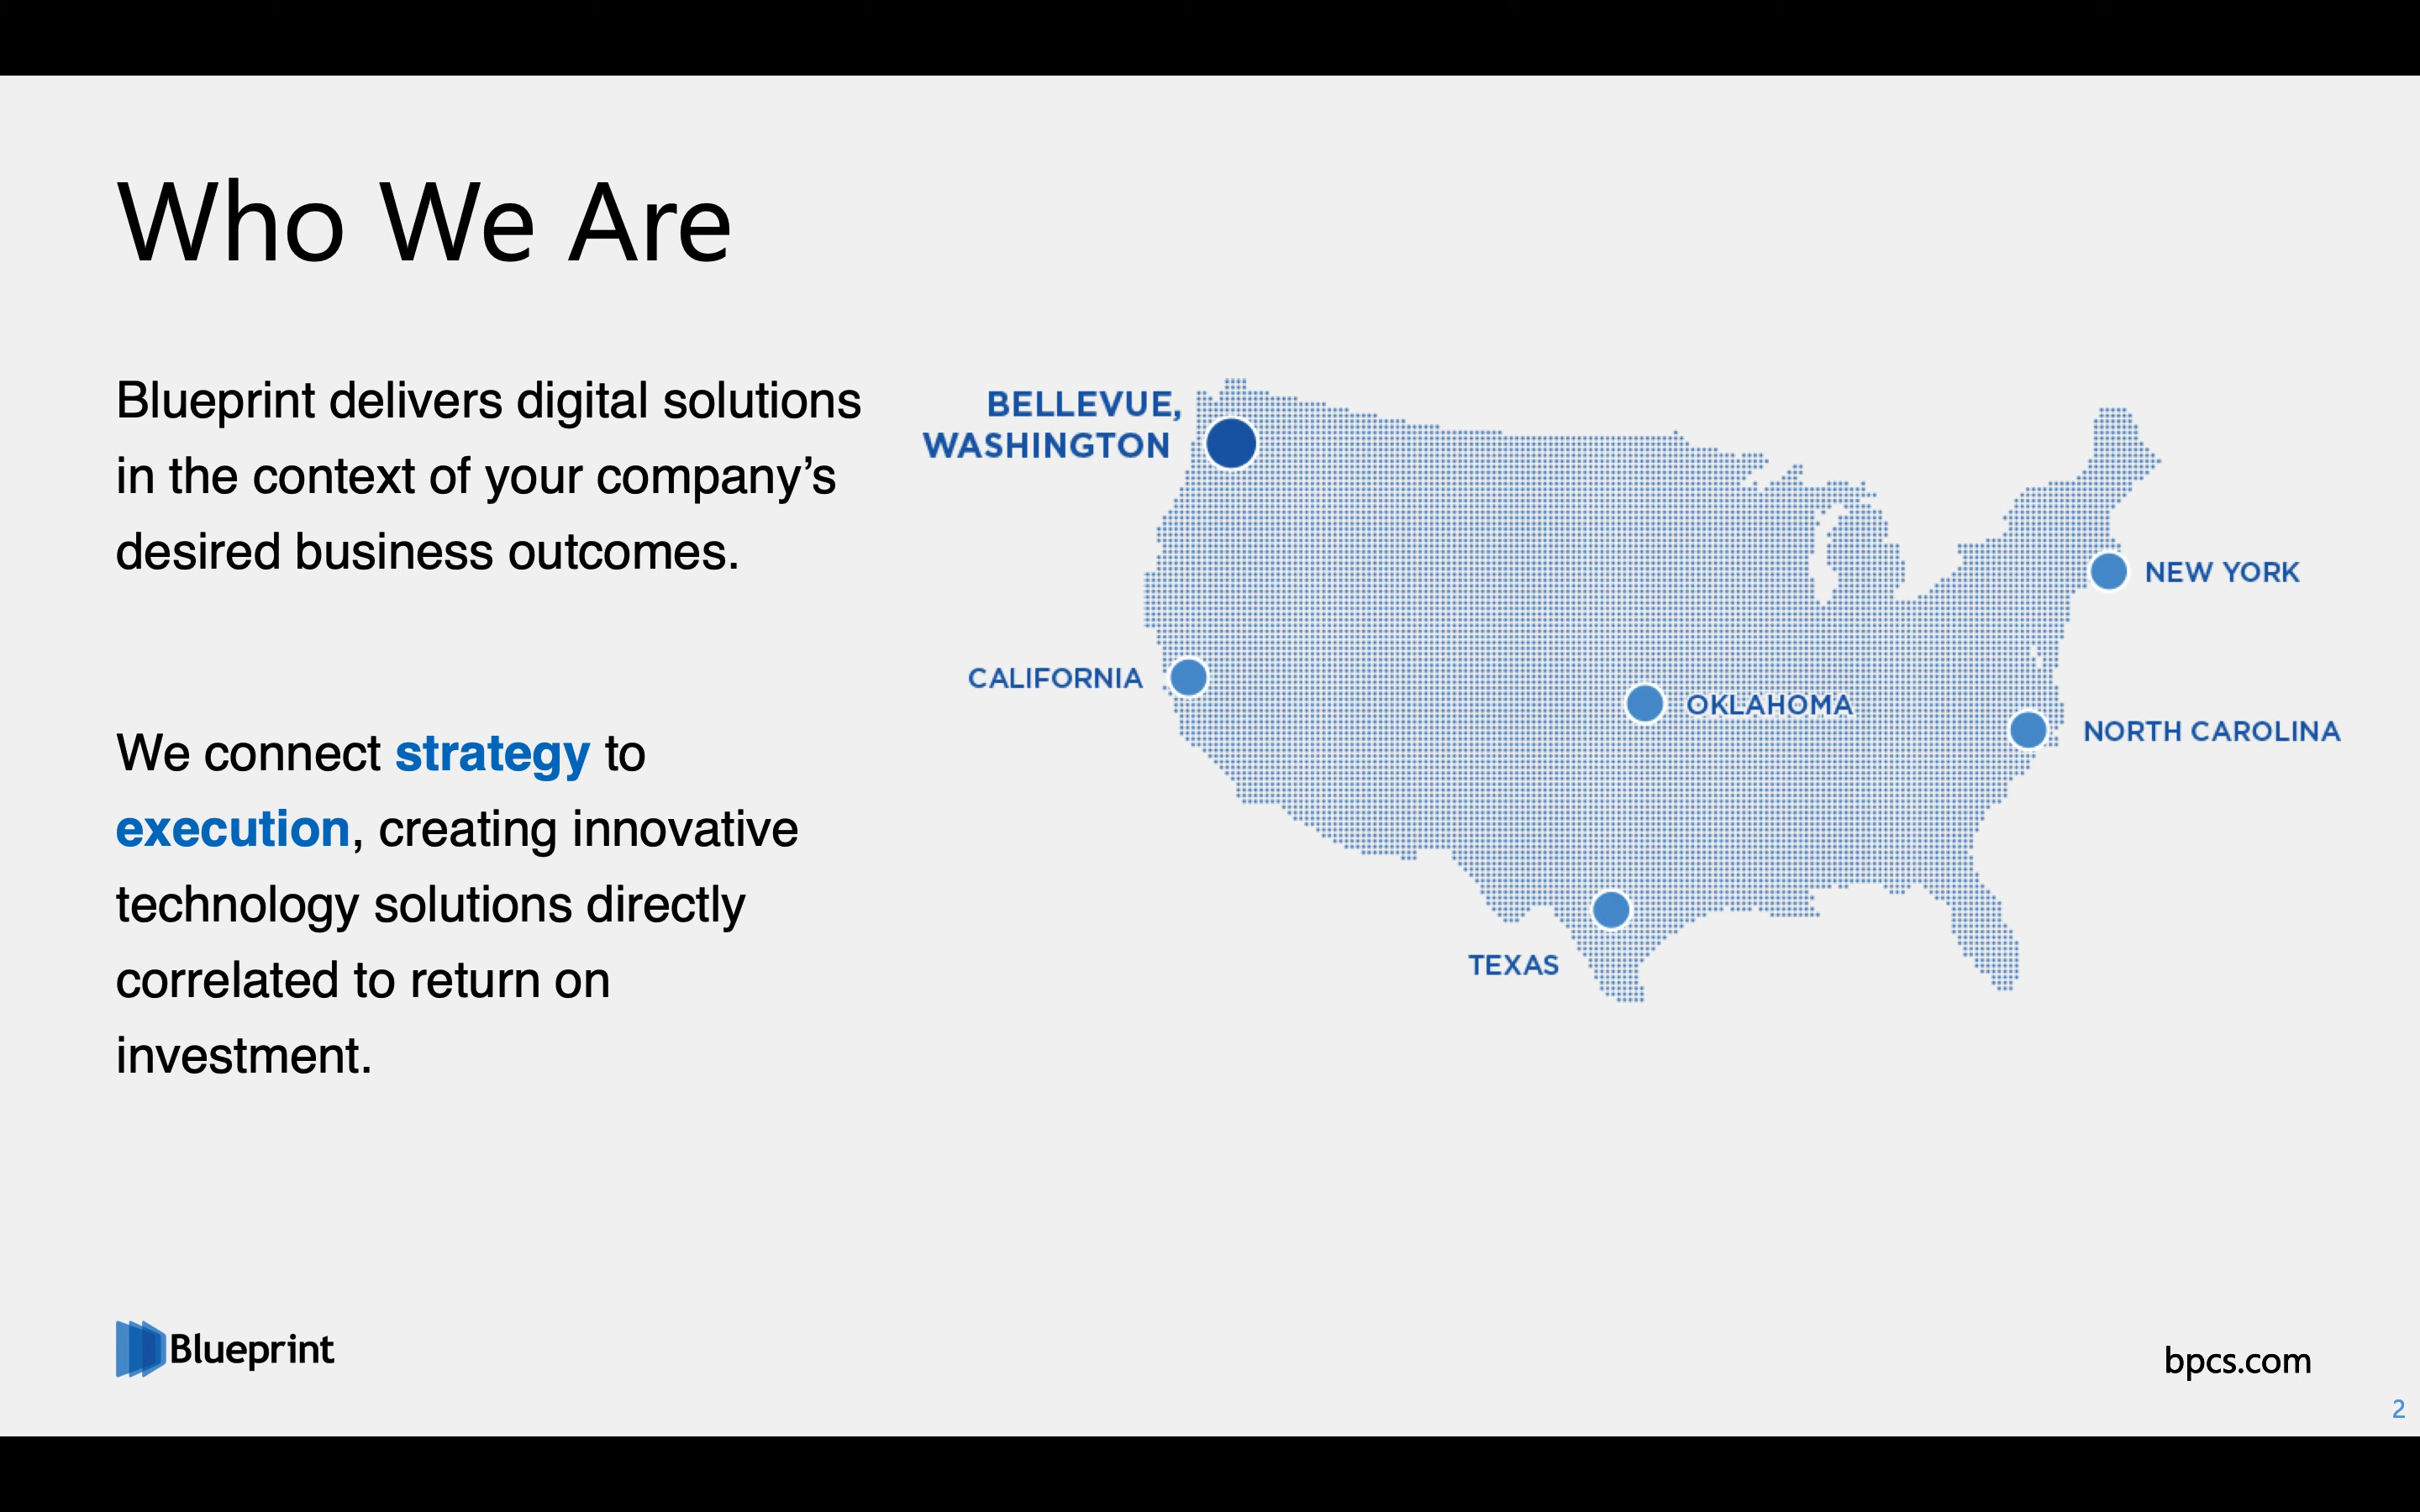 Who We Are
Blueprint delivers digital solutions
in the context of your company’s
desired business outcomes.
We connect strategy to
execution, creating innovative
technology solutions directly
correlated to return on
investment.
BELLEVUE,
WASHINGTON
NEW YORK
CALIFORNIA
OKLAHOMA
NORTH CAROLINA
TEXAS
Blueprint
bpcs.com
2